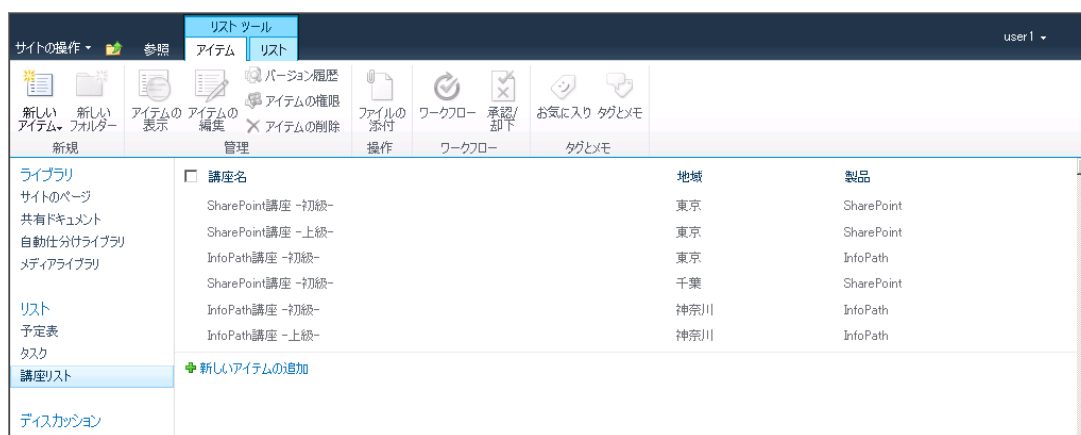 リスト ツール
サイトの操作 参照 アイテム リスト user1
新しいアイテム 新しいフォルダー アイテムの表示 アイテムの編集 バージョン履歴 アイテムの権限 アイテムの削除 ファイルの添付 ワークフロー 承認/却下 お気に入り タグとメモ
新規 管理 操作 ワークフロー タグとメモ
ライブラリ
サイトのページ
共有ドキュメント
自動仕分けライブラリ
メディアライブラリ
リスト
予定表
タスク
講座リスト
ディスカッション
講座名 地域 製品
SharePoint講座 -初級- 東京 SharePoint
SharePoint講座 -上級- 東京 SharePoint
InfoPath講座 -初級- 東京 InfoPath
SharePoint講座 -初級- 千葉 SharePoint
InfoPath講座 -初級- 神奈川 InfoPath
InfoPath講座 -上級- 神奈川 InfoPath
新しいアイテムの追加